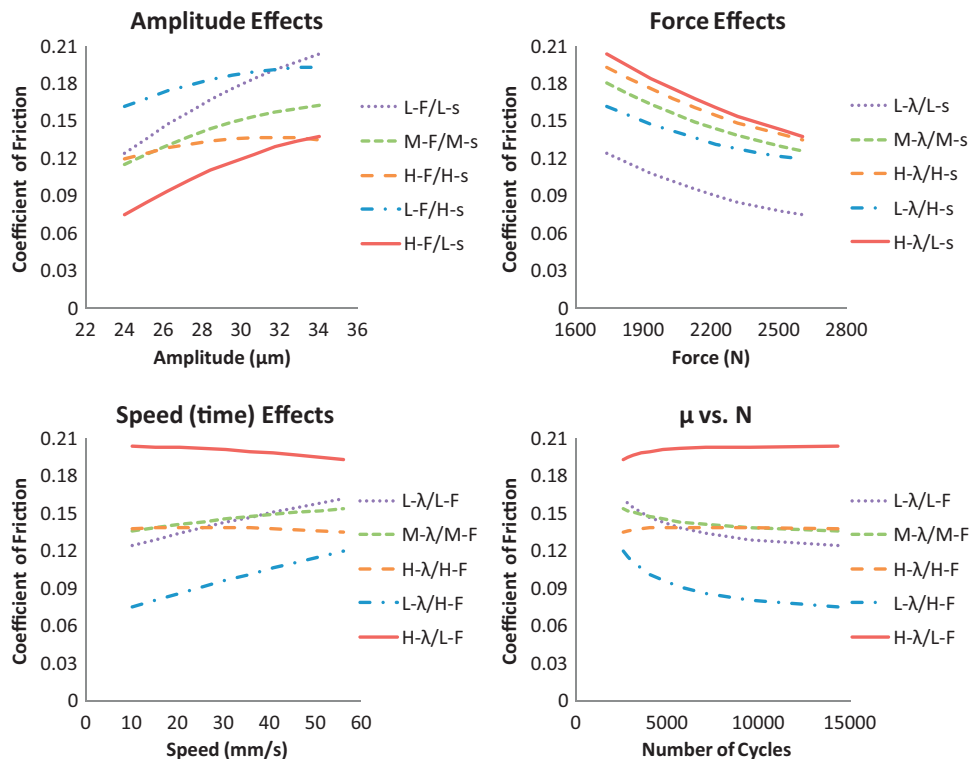 Amplitude Effects
Coefficient of Friction
0.21
0.18
0.15
0.12
0.09
0.06
0.03
0
22 24 26 28 30 32 34 36
Amplitude (μm)
L-F/L-s
M-F/M-s
H-F/H-s
L-F/H-s
H-F/L-s
Force Effects
Coefficient of Friction
0.21
0.18
0.15
0.12
0.09
0.06
0.03
0
1600 1900 2200 2500 2800
Force (N)
L-λ/L-s
M-λ/M-s
H-λ/H-s
L-λ/H-s
H-λ/L-s
Speed (time) Effects
Coefficient of Friction
0.21
0.18
0.15
0.12
0.09
0.06
0.03
0
0 10 20 30 40 50 60
Speed (mm/s)
L-λ/L-F
M-λ/M-F
H-λ/H-F
L-λ/H-F
H-λ/L-F
μ vs. N
Coefficient of Friction
0.21
0.18
0.15
0.12
0.09
0.06
0.03
0
0 5000 10000 15000
Number of Cycles
L-λ/L-F
M-λ/M-F
H-λ/H-F
L-λ/H-F
H-λ/L-F